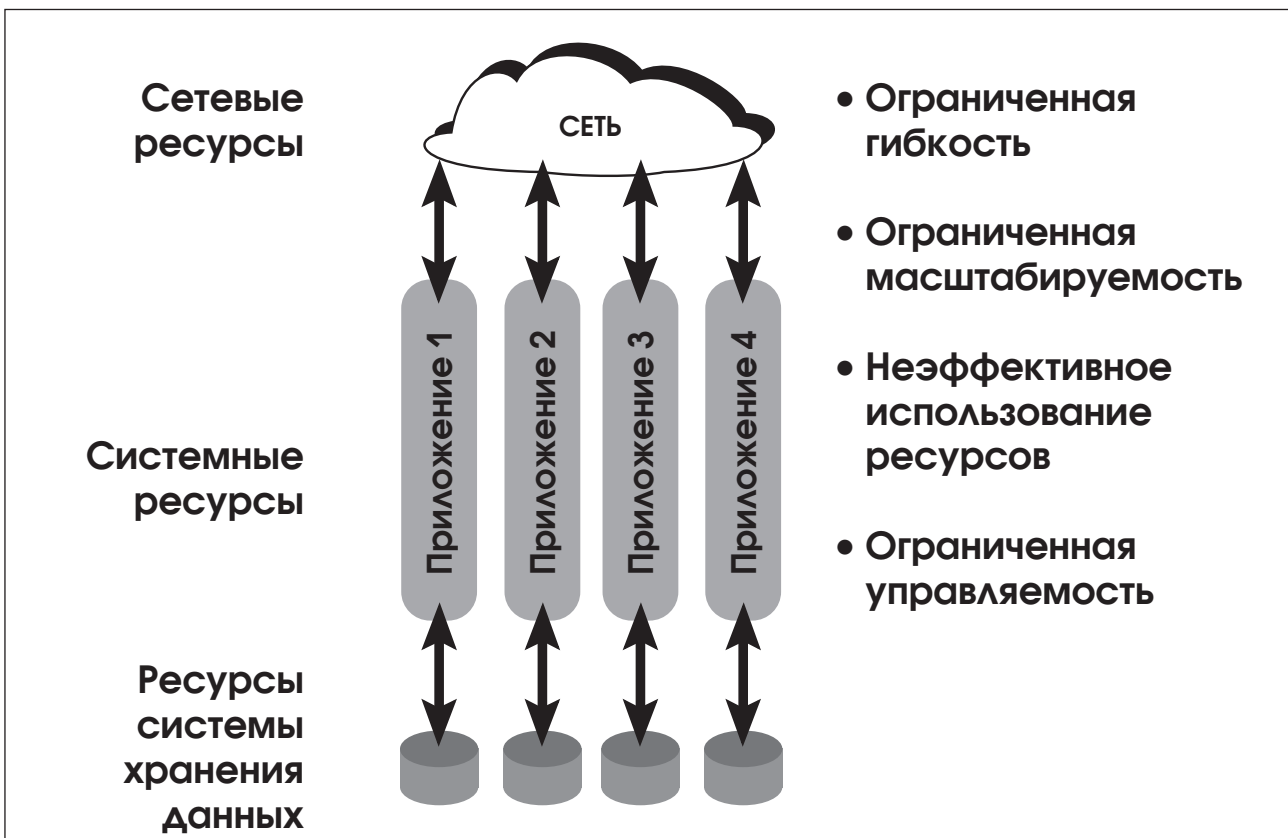 Сетевые
ресурсы
СЕТЬ
• Ограниченная
гибкость
• Ограниченная
масштабируемость
Приложение 1
Приложение 2
Приложение 3
Приложение 4
• Неэффективное
использование
ресурсов
Системные
ресурсы
• Ограниченная
управляемость
Ресурсы
системы
хранения
данных